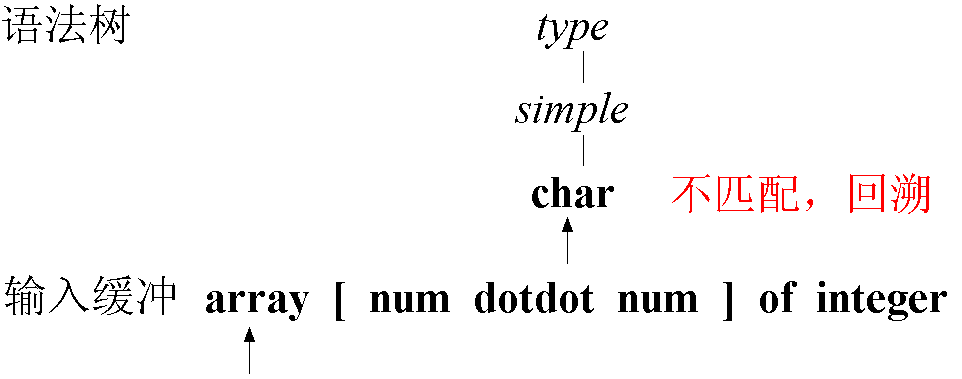 语法树 type
simple
char 不匹配，回溯
输入缓冲 array [ num dotdot num ] of integer